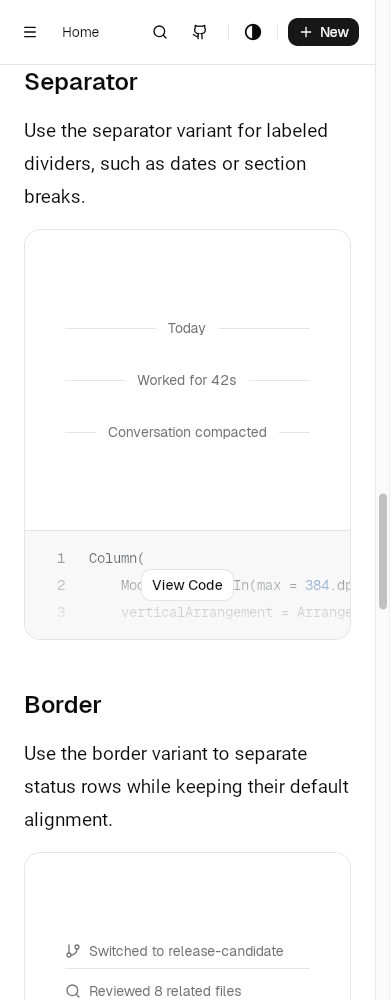 Home
New
Separator
Use the separator variant for labeled
dividers, such as dates or section
breaks.
Today
Worked for 42s
Conversation compacted
1 Column(
2 In(max = 384.dp
View Code
3 verticalArrangement = Arrange
Border
Use the border variant to separate
status rows while keeping their default
alignment.
Switched to release-candidate
Reviewed 8 related files